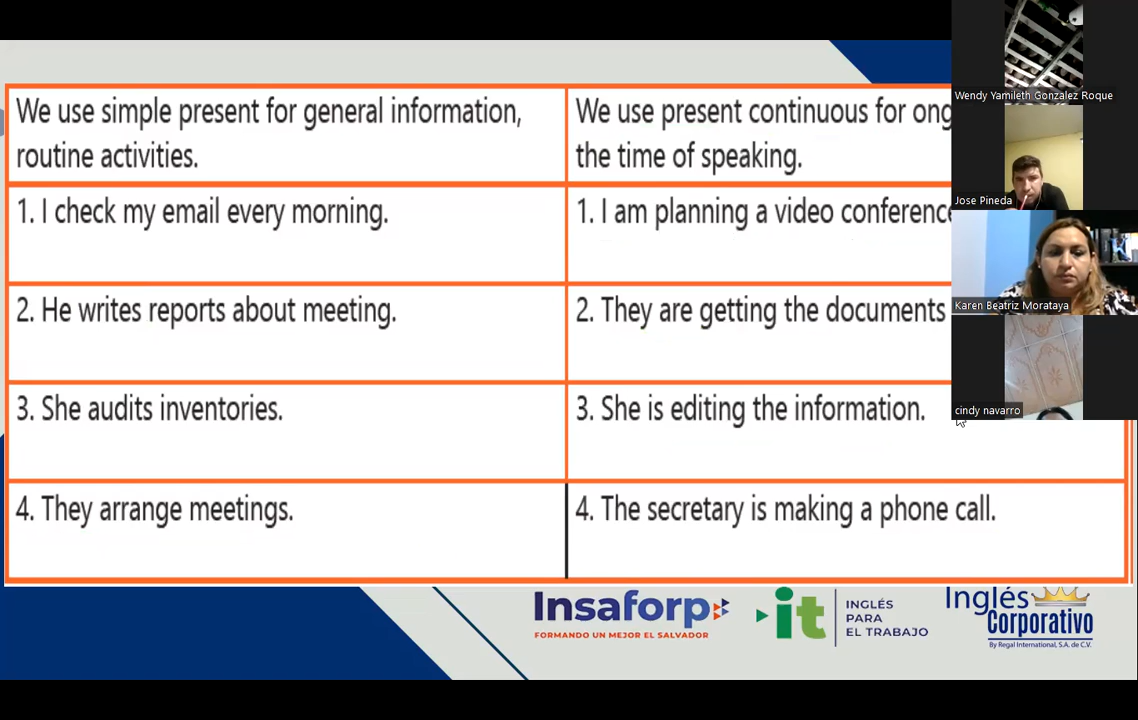 We use simple present for general information,
routine activities.
We use present continuous for
the time of speaking.
1. I check my email every morning.
1. I am planning a video conference
2. He writes reports about meeting.
2. They are getting the documents
3. She audits inventories.
3. She is editing the information.
4. They arrange meetings.
4. The secretary is making a phone call.
Wendy Yamileth Gonzalez Roque
Jose Pineda
Karen Beatriz Morataya
cindy navarro
Insaforp
FORMANDO UN MEJOR EL SALVADOR
it
INGLÉS
PARA
EL TRABAJO
Inglés
Corporativo
By Regal International, S.A. de C.V.